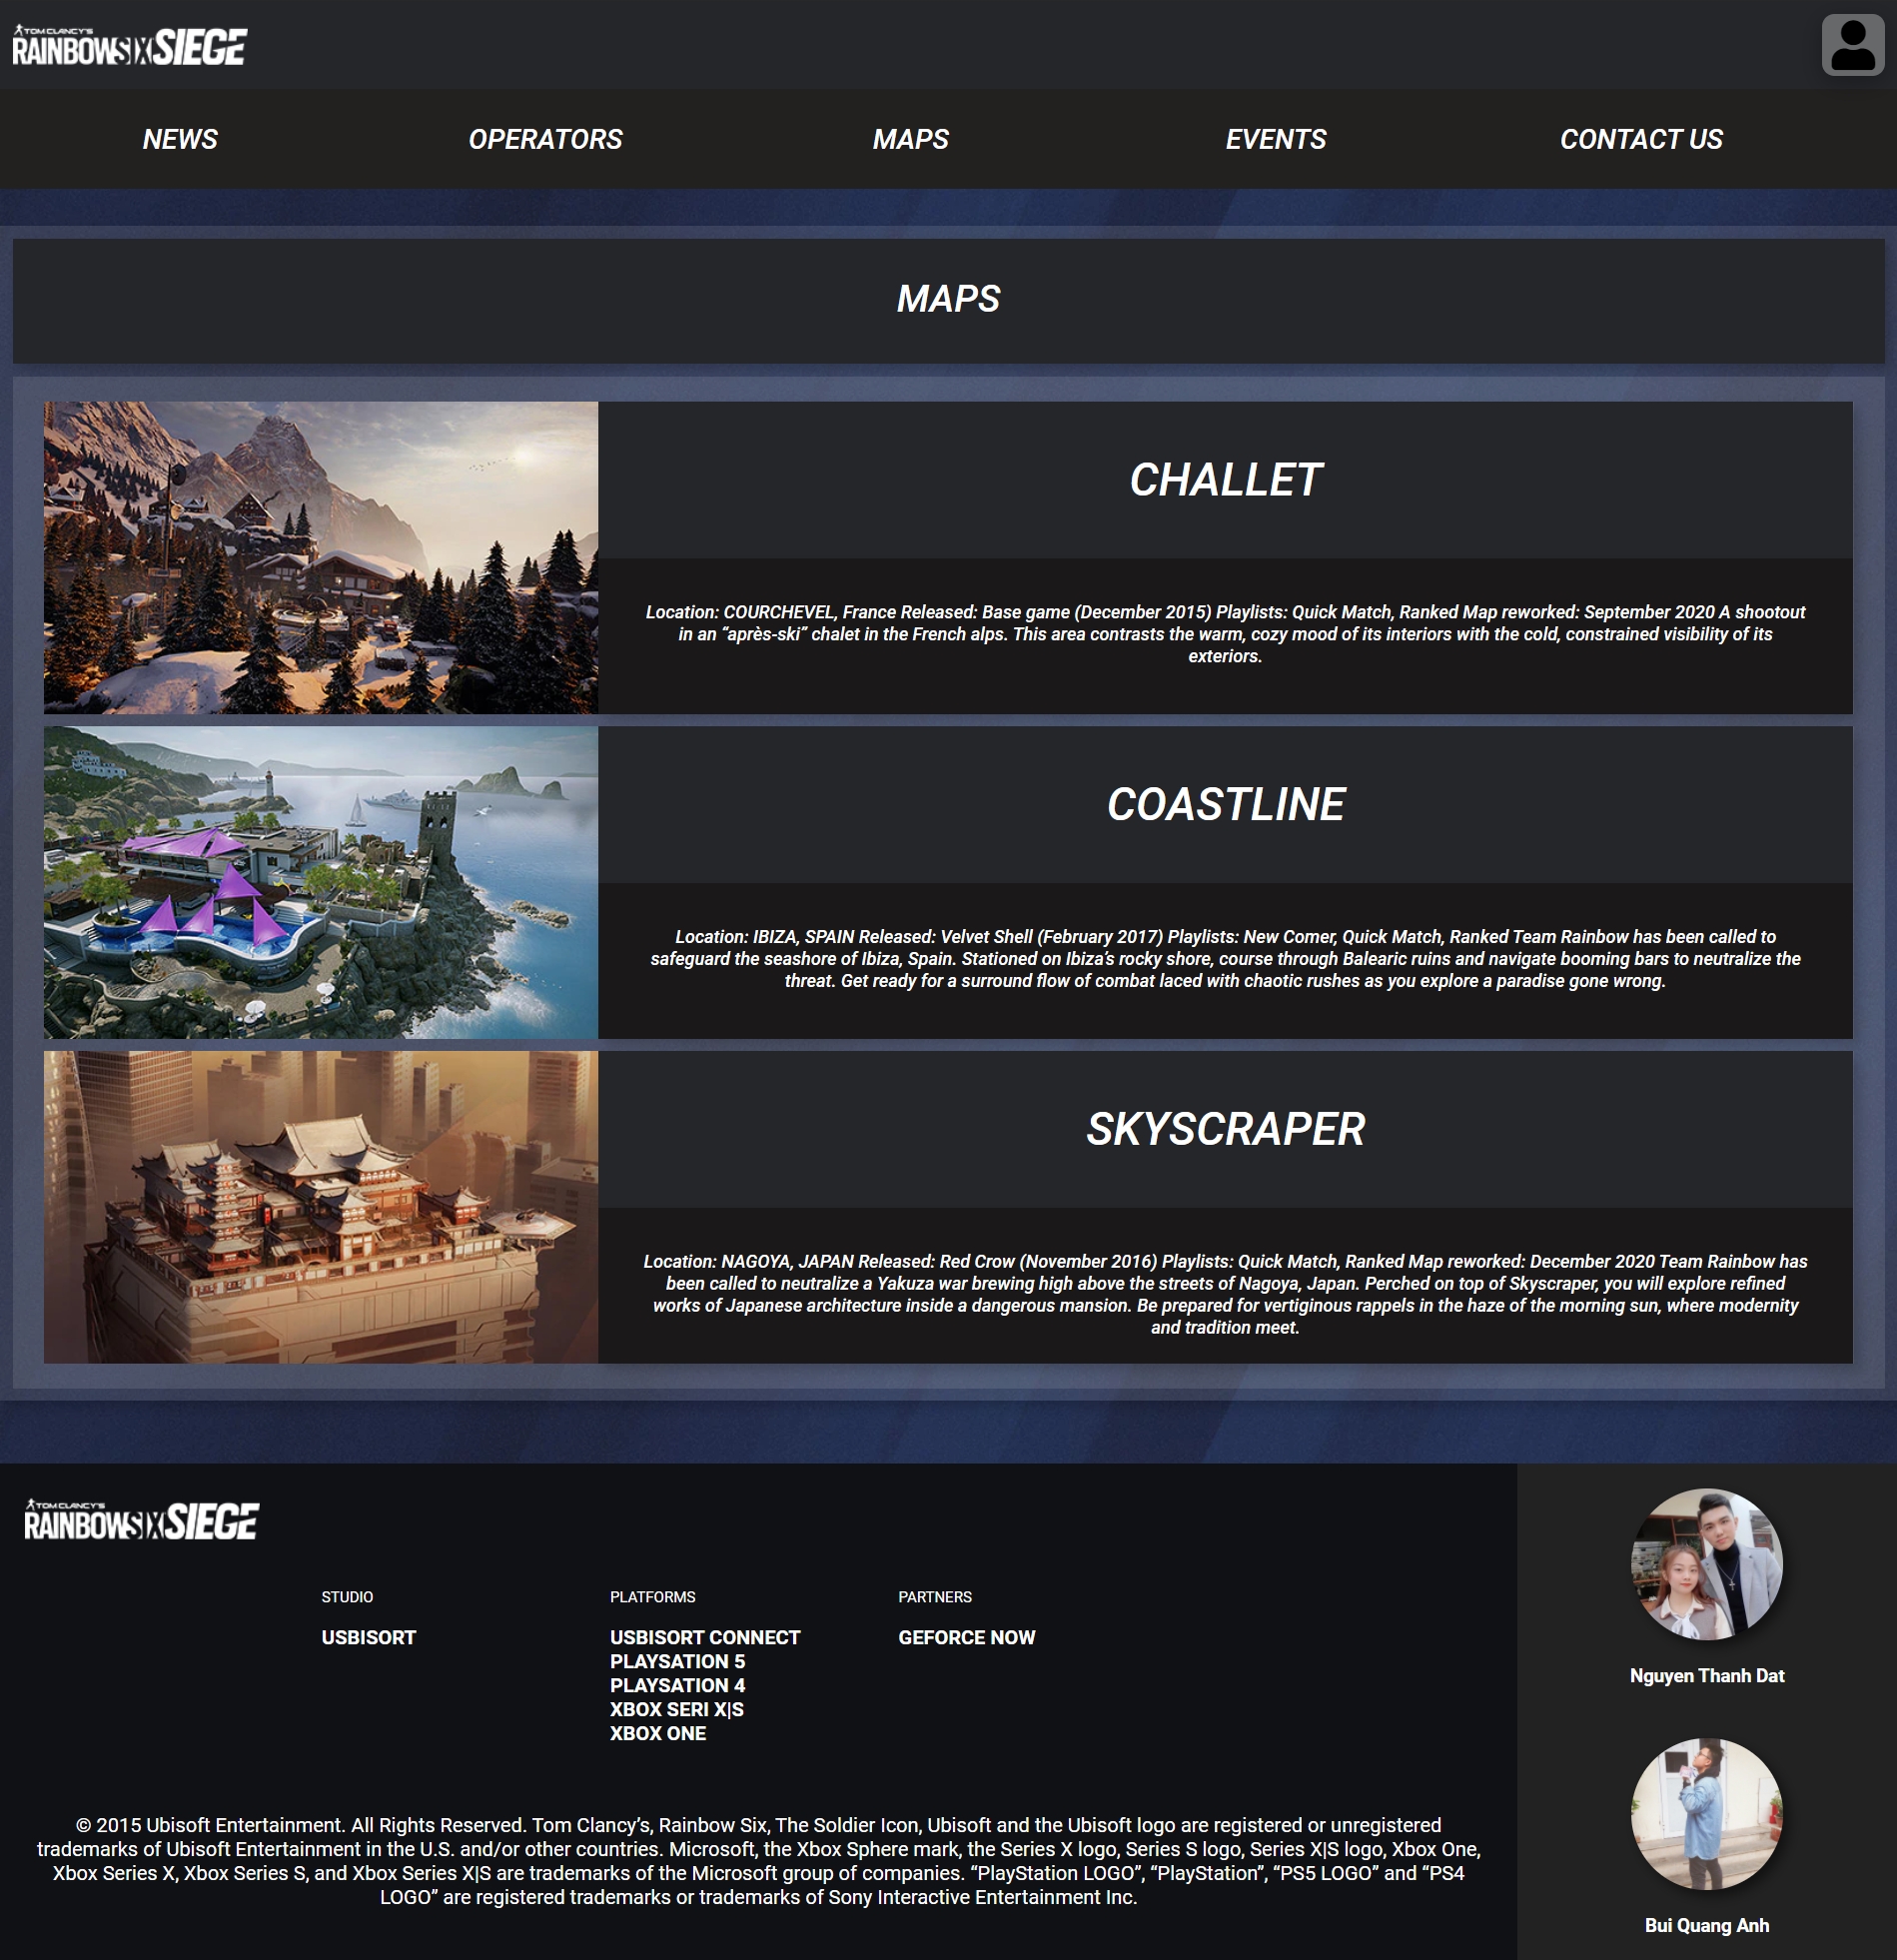 TOM CLANCY'S
RAINBOWSIX SIEGE
NEWS
OPERATORS
MAPS
EVENTS
CONTACT US
MAPS
CHALLET
Location: COURCHEVEL, France Released: Base game (December 2015) Playlists: Quick Match, Ranked Map reworked: September 2020 A shootout
in an “après-ski” chalet in the French alps. This area contrasts the warm, cozy mood of its interiors with the cold, constrained visibility of its
exteriors.
COASTLINE
Location: IBIZA, SPAIN Released: Velvet Shell (February 2017) Playlists: New Comer, Quick Match, Ranked Team Rainbow has been called to
safeguard the seashore of Ibiza, Spain. Stationed on Ibiza’s rocky shore, course through Balearic ruins and navigate booming bars to neutralize the
threat. Get ready for a surround flow of combat laced with chaotic rushes as you explore a paradise gone wrong.
SKYSCRAPER
Location: NAGOYA, JAPAN Released: Red Crow (November 2016) Playlists: Quick Match, Ranked Map reworked: December 2020 Team Rainbow has
been called to neutralize a Yakuza war brewing high above the streets of Nagoya, Japan. Perched on top of Skyscraper, you will explore refined
works of Japanese architecture inside a dangerous mansion. Be prepared for vertiginous rappels in the haze of the morning sun, where modernity
and tradition meet.
TOM CLANCY'S
RAINBOWSIX SIEGE
STUDIO
USBISORT
PLATFORMS
USBISORT CONNECT
PLAYSATION 5
PLAYSATION 4
XBOX SERI X|S
XBOX ONE
PARTNERS
GEFORCE NOW
© 2015 Ubisoft Entertainment. All Rights Reserved. Tom Clancy’s, Rainbow Six, The Soldier Icon, Ubisoft and the Ubisoft logo are registered or unregistered
trademarks of Ubisoft Entertainment in the U.S. and/or other countries. Microsoft, the Xbox Sphere mark, the Series X logo, Series S logo, Series X|S logo, Xbox One,
Xbox Series X, Xbox Series S, and Xbox Series X|S are trademarks of the Microsoft group of companies. “PlayStation LOGO”, “PlayStation”, “PS5 LOGO” and “PS4
LOGO” are registered trademarks or trademarks of Sony Interactive Entertainment Inc.
Nguyen Thanh Dat
Bui Quang Anh